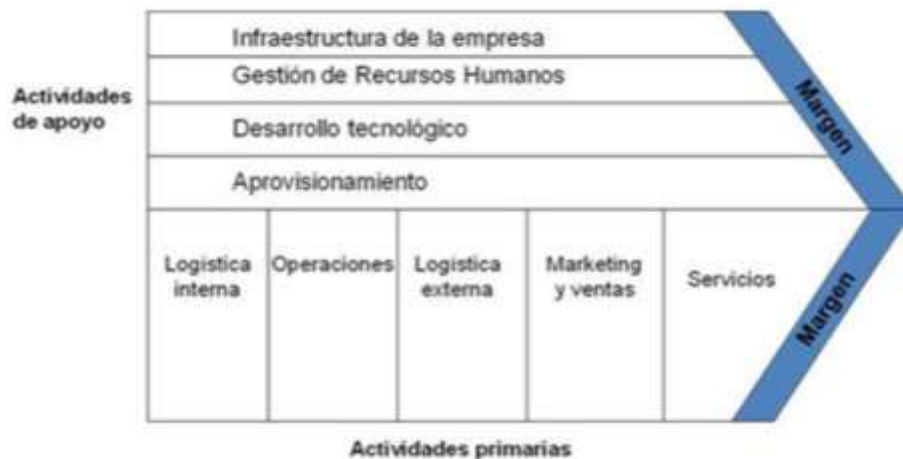 Infraestructura de la empresa
Gestión de Recursos Humanos
Actividades
de apoyo
Desarrollo tecnológico
Aprovisionamiento
Margen
Logística
interna
Operaciones
Logística
externa
Marketing
y ventas
Servicios
Margen
Actividades primarias